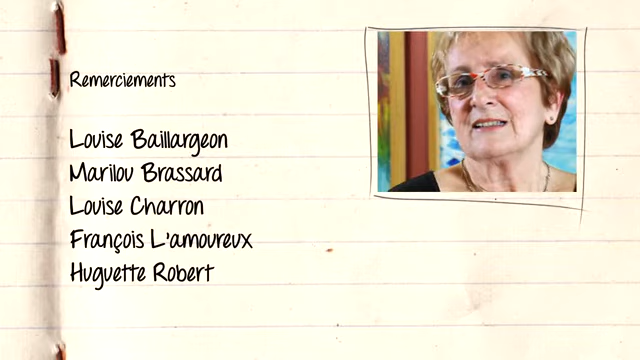 Remerciements
Louise Baillargeon
Marilou Brassard
Louise Charron
François L'amoureux
Huguette Robert